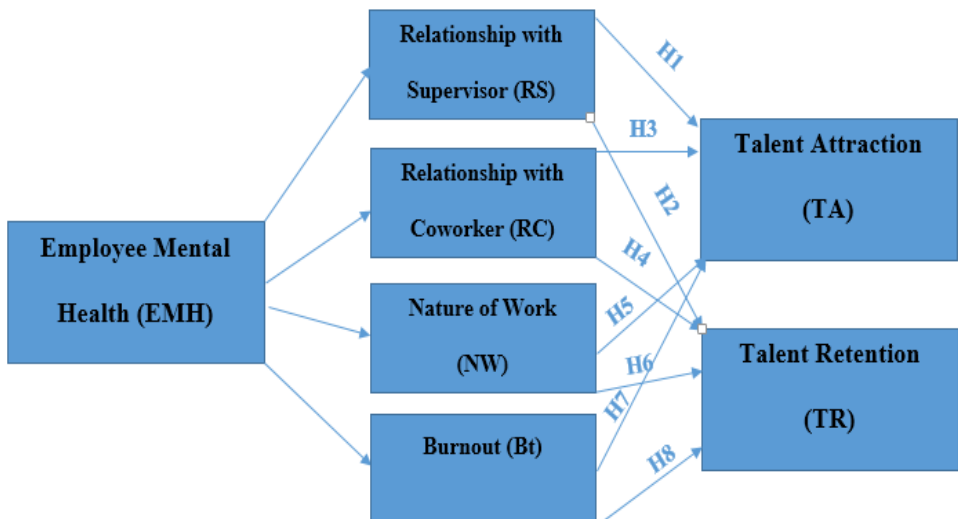 Employee Mental
Health (EMH)
Relationship with
Supervisor (RS)
Relationship with
Coworker (RC)
Nature of Work
(NW)
Burnout (Bt)
H1
H3
H2
H4
H5
H6
H7
H8
Talent Attraction
(TA)
Talent Retention
(TR)